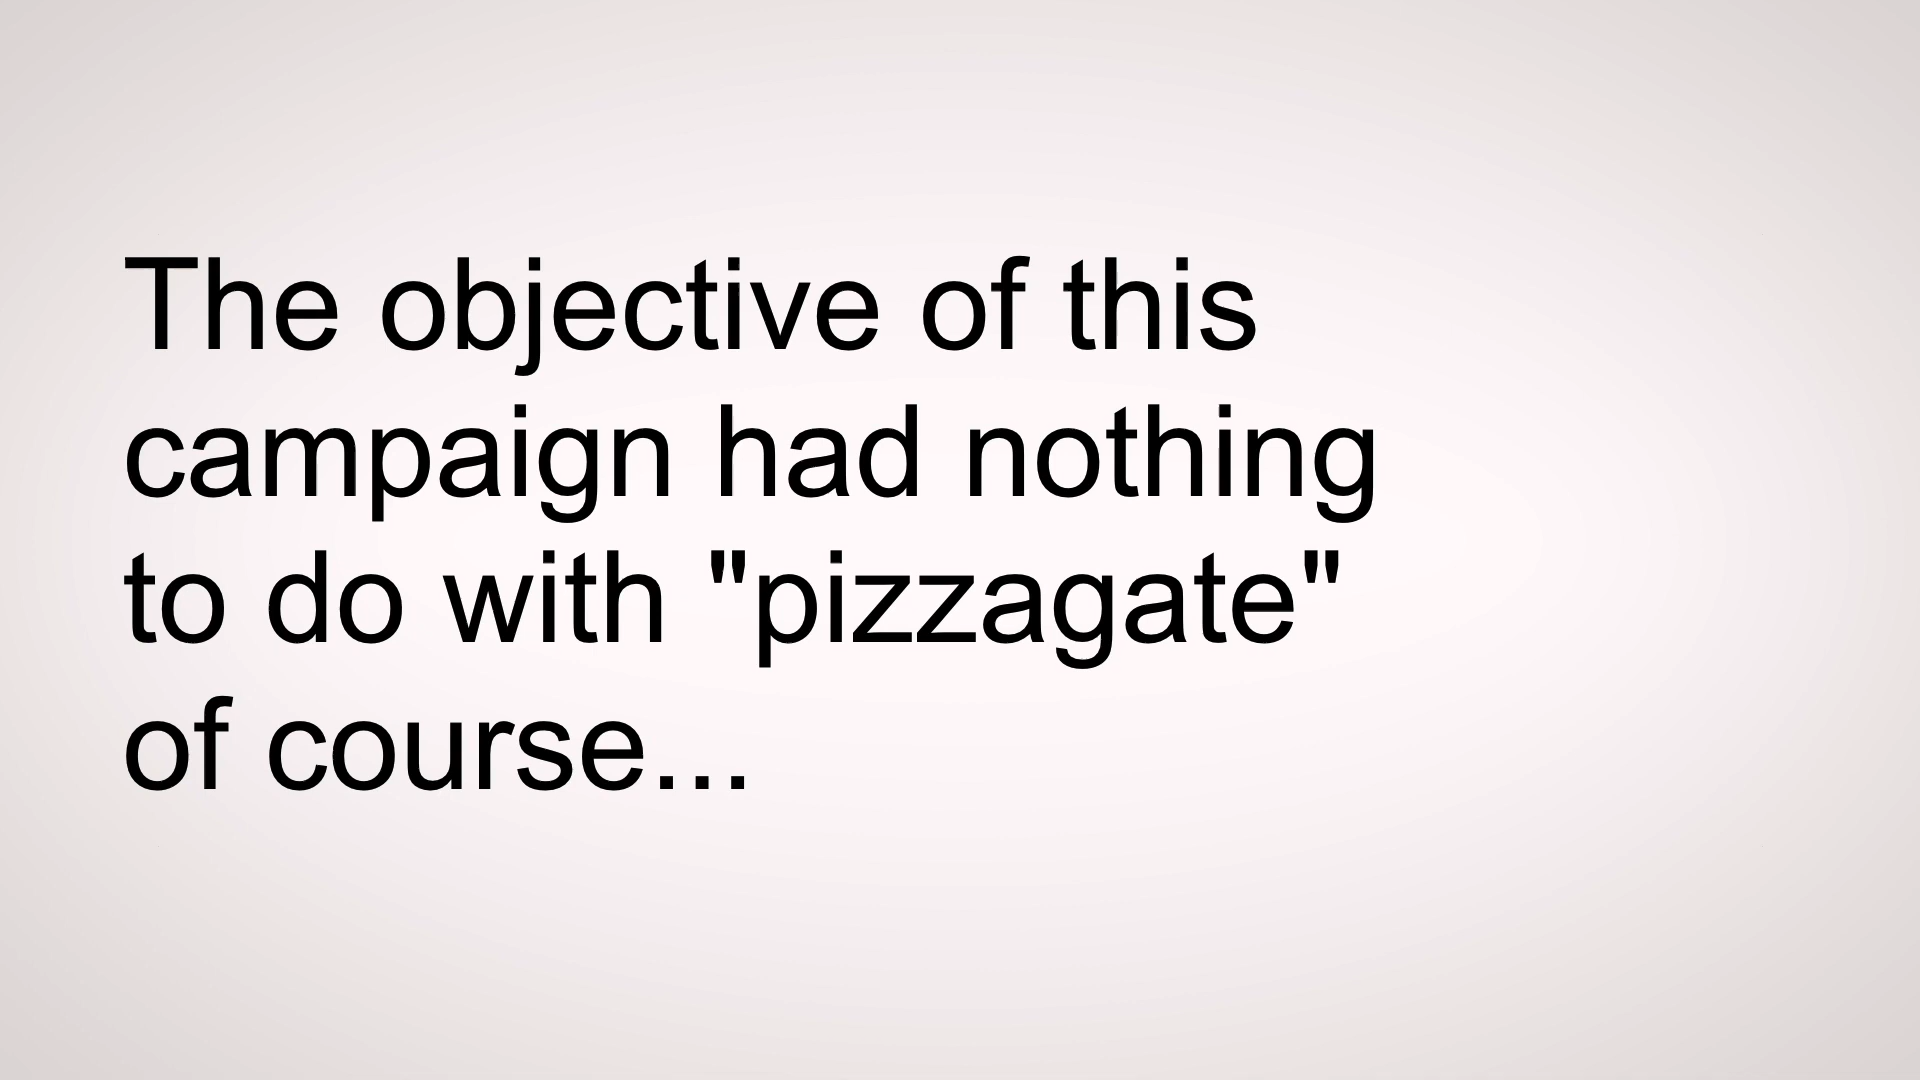 The objective of this
campaign had nothing
to do with "pizzagate"
of course...